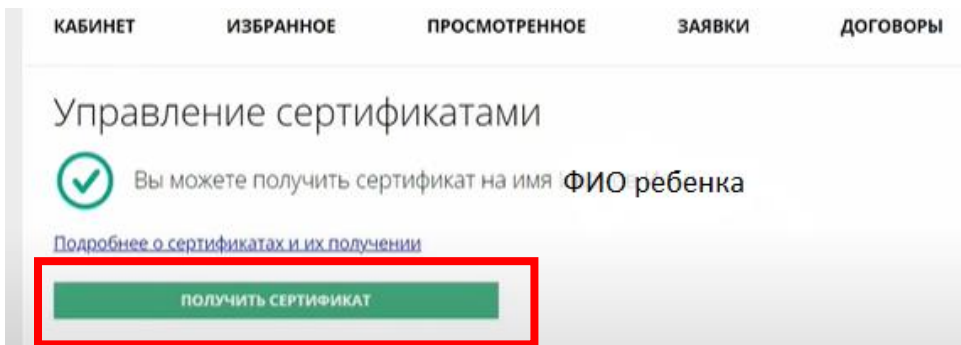 КАБИНЕТ ИЗБРАННОЕ ПРОСМОТРЕННОЕ ЗАЯВКИ ДОГОВОРЫ
Управление сертификатами
Вы можете получить сертификат на имя ФИО ребенка
Подробнее о сертификатах и их получении
ПОЛУЧИТЬ СЕРТИФИКАТ